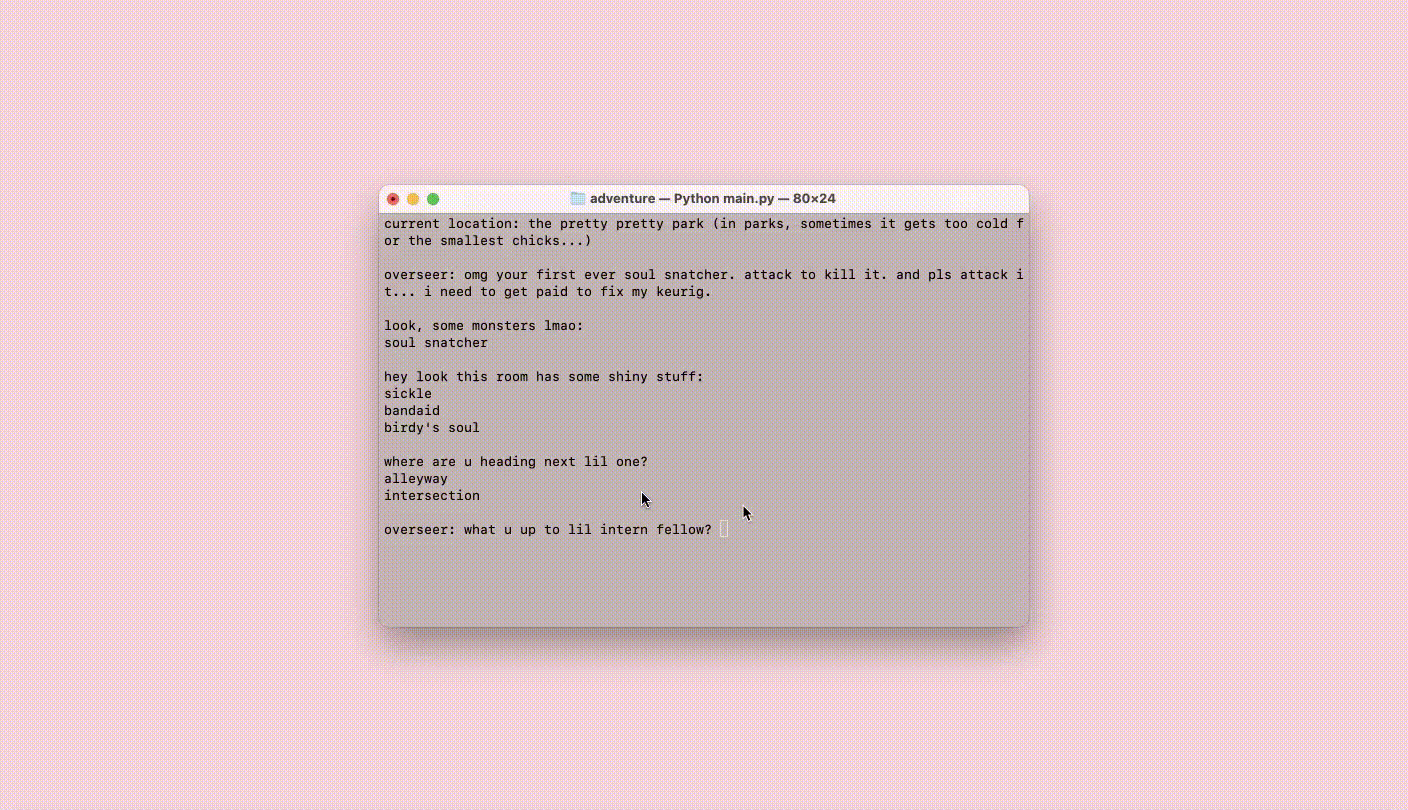 adventure — Python main.py — 80×24
current location: the pretty pretty park (in parks, sometimes it gets too cold f
or the smallest chicks...)
overseer: omg your first ever soul snatcher. attack to kill it. and pls attack i
t... i need to get paid to fix my keurig.
look, some monsters lmao:
soul snatcher
hey look this room has some shiny stuff:
sickle
bandaid
birdy's soul
where are u heading next lil one?
alleyway
intersection
overseer: what u up to lil intern fellow?